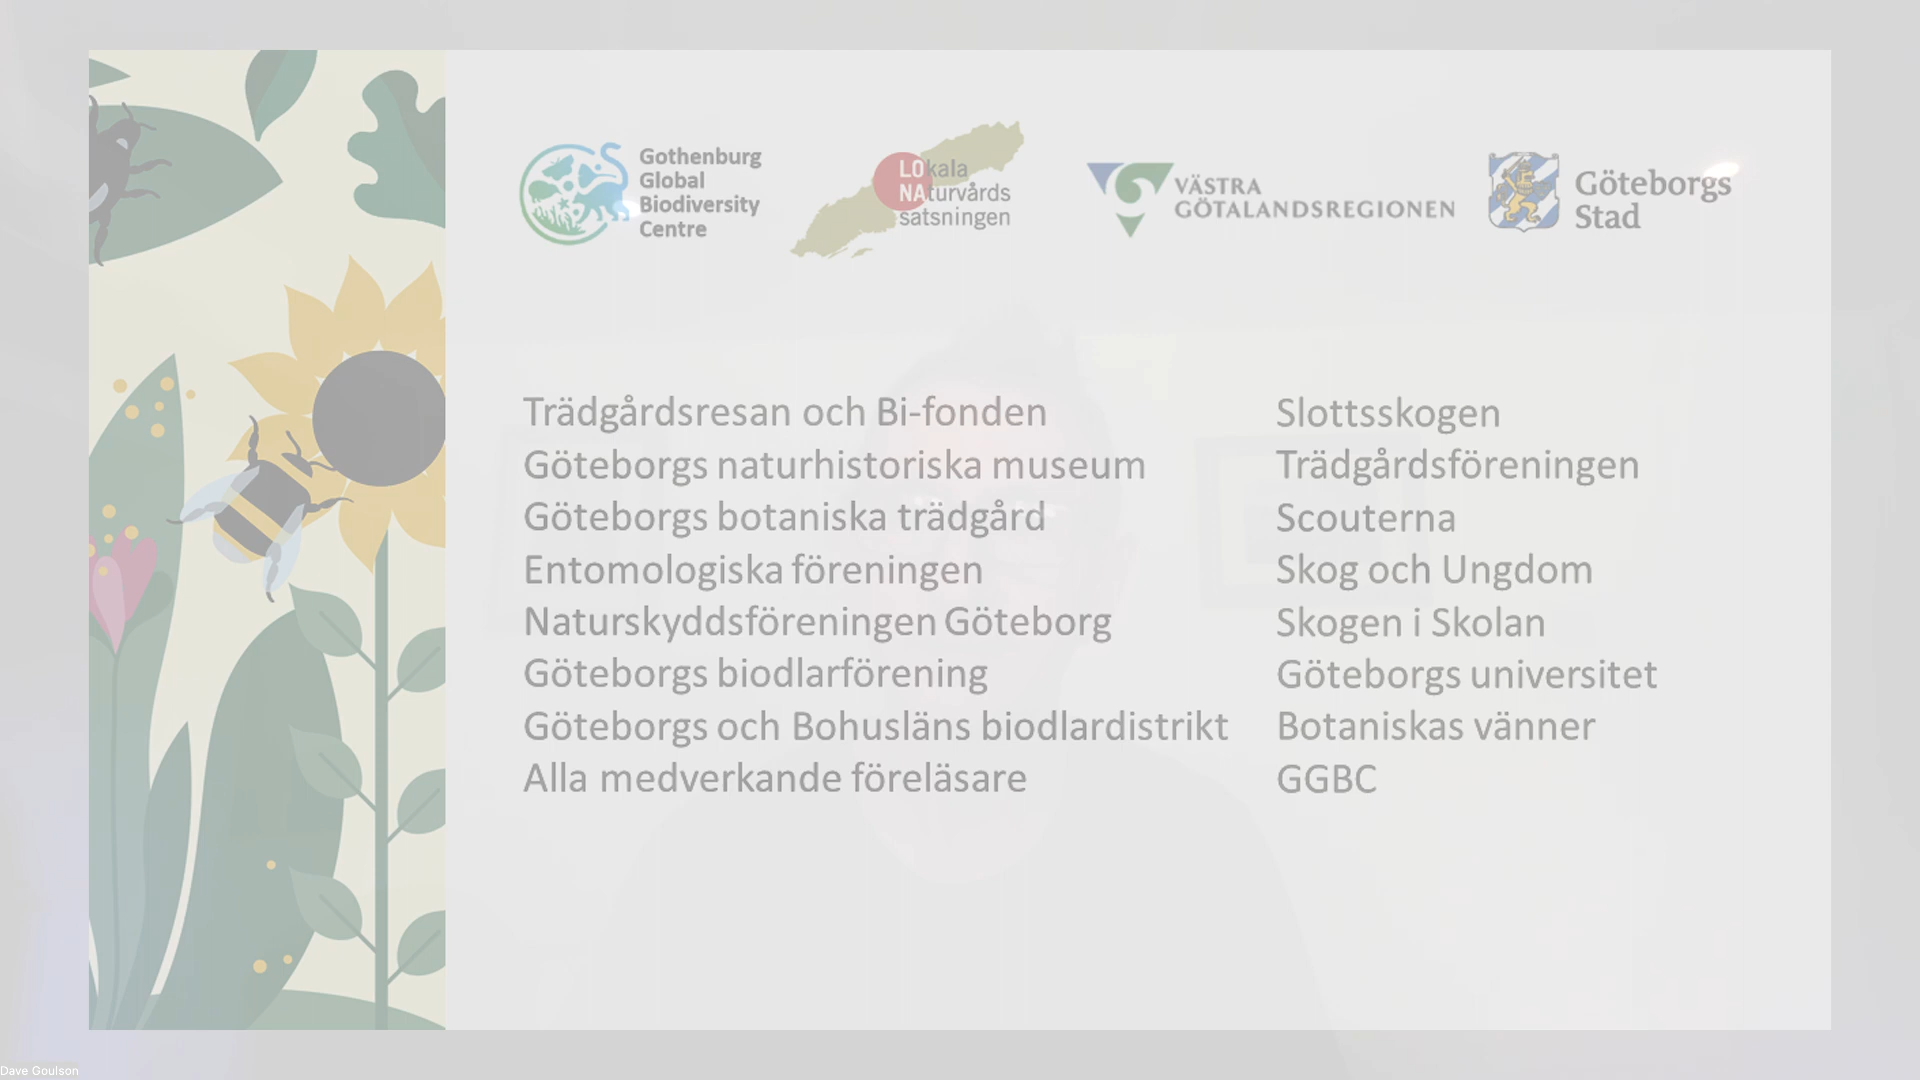 Gothenburg
Global
Biodiversity
Centre
LOkala
NAturvårds
satsningen
VÄSTRA
GÖTALANDSREGIONEN
Göteborgs
Stad
Trädgårdsresan och Bi-fonden
Göteborgs naturhistoriska museum
Göteborgs botaniska trädgård
Entomologiska föreningen
Naturskyddsföreningen Göteborg
Göteborgs biodlarförening
Göteborgs och Bohusläns biodlardistrikt
Alla medverkande föreläsare
Slottsskogen
Trädgårdsföreningen
Scouterna
Skog och Ungdom
Skogen i Skolan
Göteborgs universitet
Botaniskas vänner
GGBC
Dave Goulson